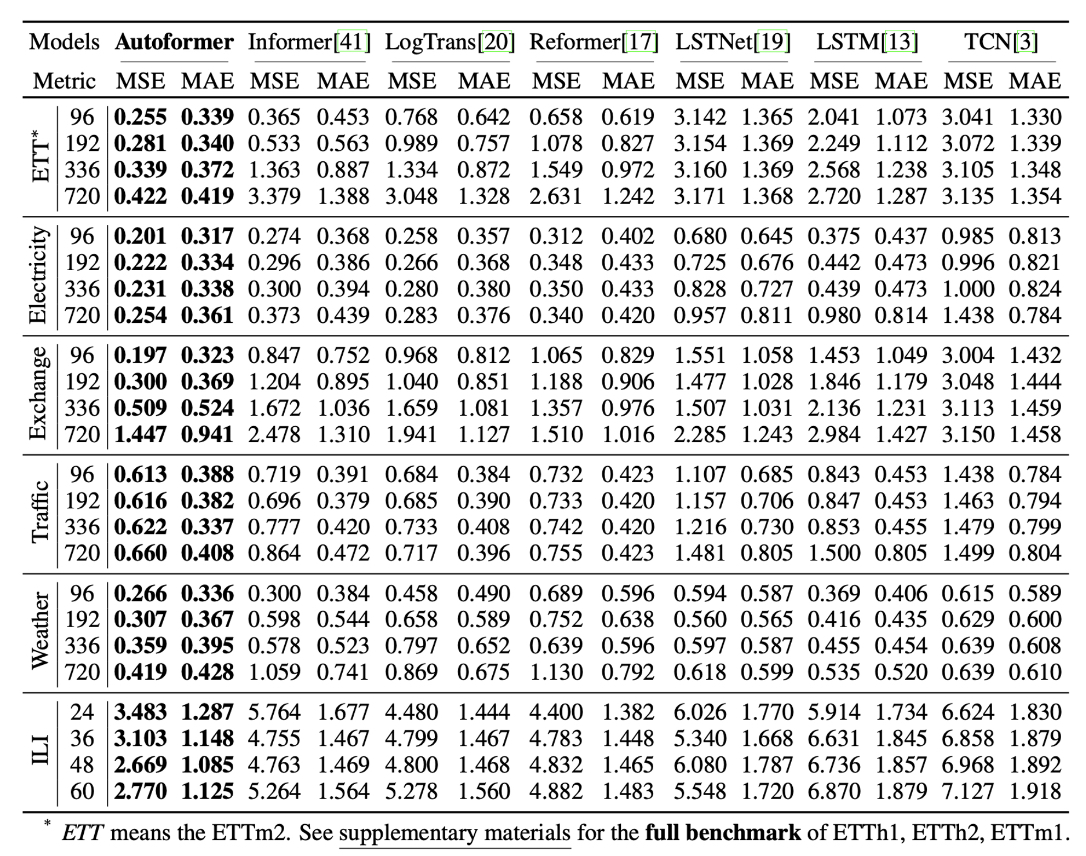 Models Autoformer Informer[41] LogTrans[20] Reformer[17] LSTNet[19] LSTM[13] TCN[3]
Metric MSE MAE MSE MAE MSE MAE MSE MAE MSE MAE MSE MAE MSE MAE
ETT*
96 0.255 0.339 0.365 0.453 0.768 0.642 0.658 0.619 3.142 1.365 2.041 1.073 3.041 1.330
192 0.281 0.340 0.533 0.563 0.989 0.757 1.078 0.827 3.154 1.369 2.249 1.112 3.072 1.339
336 0.339 0.372 1.363 0.887 1.334 0.872 1.549 0.972 3.160 1.369 2.568 1.238 3.105 1.348
720 0.422 0.419 3.379 1.388 3.048 1.328 2.631 1.242 3.171 1.368 2.720 1.287 3.135 1.354
Electricity
96 0.201 0.317 0.274 0.368 0.258 0.357 0.312 0.402 0.680 0.645 0.375 0.437 0.985 0.813
192 0.222 0.334 0.296 0.386 0.266 0.368 0.348 0.433 0.725 0.676 0.442 0.473 0.996 0.821
336 0.231 0.338 0.300 0.394 0.280 0.380 0.350 0.433 0.828 0.727 0.439 0.473 1.000 0.824
720 0.254 0.361 0.373 0.439 0.283 0.376 0.340 0.420 0.957 0.811 0.980 0.814 1.438 0.784
Exchange
96 0.197 0.323 0.847 0.752 0.968 0.812 1.065 0.829 1.551 1.058 1.453 1.049 3.004 1.432
192 0.300 0.369 1.204 0.895 1.040 0.851 1.188 0.906 1.477 1.028 1.846 1.179 3.048 1.444
336 0.509 0.524 1.672 1.036 1.659 1.081 1.357 0.976 1.507 1.031 2.136 1.231 3.113 1.459
720 1.447 0.941 2.478 1.310 1.941 1.127 1.510 1.016 2.285 1.243 2.984 1.427 3.150 1.458
Traffic
96 0.613 0.388 0.719 0.391 0.684 0.384 0.732 0.423 1.107 0.685 0.843 0.453 1.438 0.784
192 0.616 0.382 0.696 0.379 0.685 0.390 0.733 0.420 1.157 0.706 0.847 0.453 1.463 0.794
336 0.622 0.337 0.777 0.420 0.733 0.408 0.742 0.420 1.216 0.730 0.853 0.455 1.479 0.799
720 0.660 0.408 0.864 0.472 0.717 0.396 0.755 0.423 1.481 0.805 1.500 0.805 1.499 0.804
Weather
96 0.266 0.336 0.300 0.384 0.458 0.490 0.689 0.596 0.594 0.587 0.369 0.406 0.615 0.589
192 0.307 0.367 0.598 0.544 0.658 0.589 0.752 0.638 0.560 0.565 0.416 0.435 0.629 0.600
336 0.359 0.395 0.578 0.523 0.797 0.652 0.639 0.596 0.597 0.587 0.455 0.454 0.639 0.608
720 0.419 0.428 1.059 0.741 0.869 0.675 1.130 0.792 0.618 0.599 0.535 0.520 0.639 0.610
ILI
24 3.483 1.287 5.764 1.677 4.480 1.444 4.400 1.382 6.026 1.770 5.914 1.734 6.624 1.830
36 3.103 1.148 4.755 1.467 4.799 1.467 4.783 1.448 5.340 1.668 6.631 1.845 6.858 1.879
48 2.669 1.085 4.763 1.469 4.800 1.468 4.832 1.465 6.080 1.787 6.736 1.857 6.968 1.892
60 2.770 1.125 5.264 1.564 5.278 1.560 4.882 1.483 5.548 1.720 6.870 1.879 7.127 1.918
* ETT means the ETTm2. See supplementary materials for the full benchmark of ETTh1, ETTh2, ETTm1.